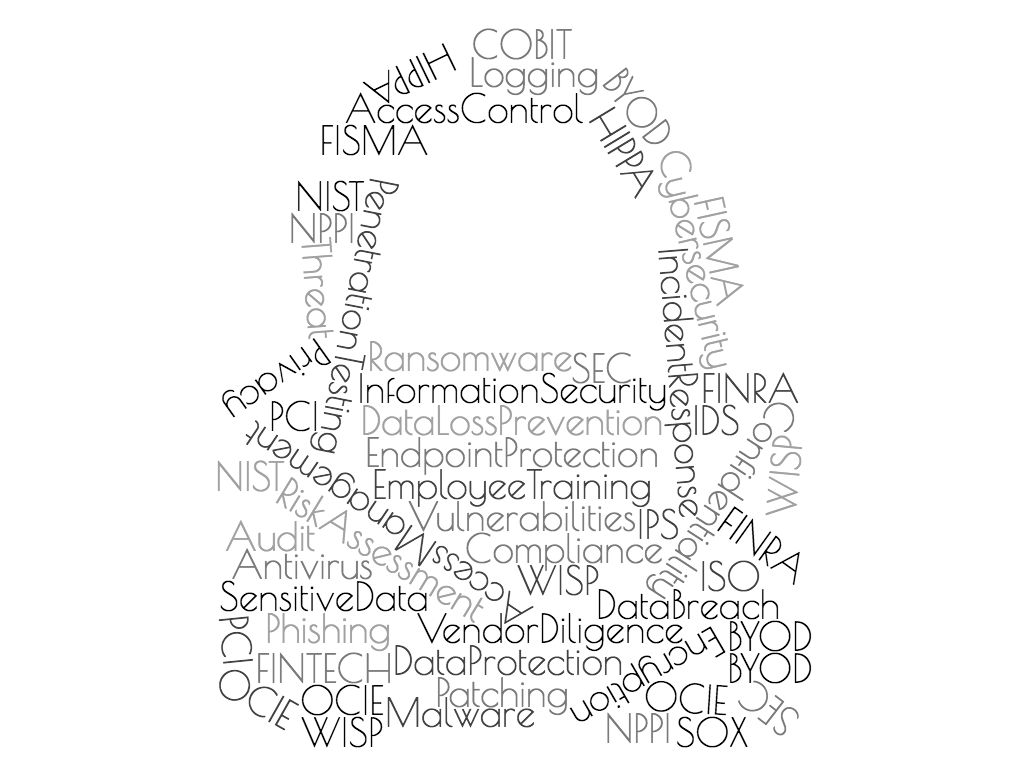 COBIT
HIPPA
Logging
BYOD
AccessControl
HIPPA
FISMA
Cybersecurity
NIST
PenetrationTesting
FISMA
NPPI
Threat
IncidentResponse
Privacy
Ransomware
SEC
InformationSecurity
FINRA
PCI
DataLossPrevention
IDS
Confidentiality
AccessManagement
EndpointProtection
WISP
NIST
EmployeeTraining
RiskAssessment
Vulnerabilities
IPS
FINRA
Audit
Compliance
Antivirus
WISP
ISO
SensitiveData
DataBreach
PCI
Phishing
VendorDiligence
Encryption
BYOD
FINTECH
DataProtection
BYOD
OCIE
OCIE
Patching
OCIE
SEC
WISP
Malware
NPPI
SOX